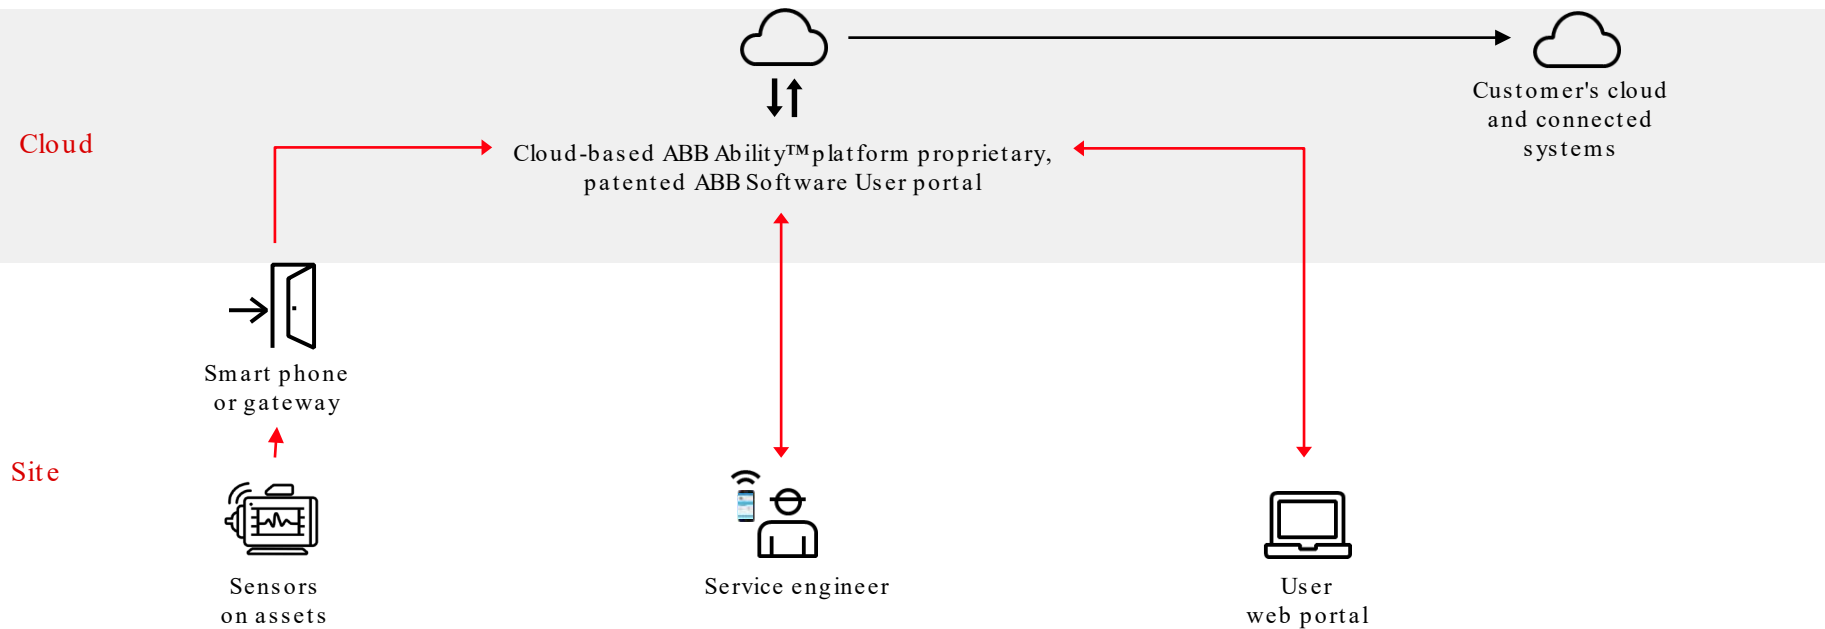 Customer's cloud
and connected
systems
Cloud
Cloud-based ABB Ability™ platform proprietary,
patented ABB Software User portal
Smart phone
or gateway
Site
Sensors
on assets
Service engineer
User
web portal